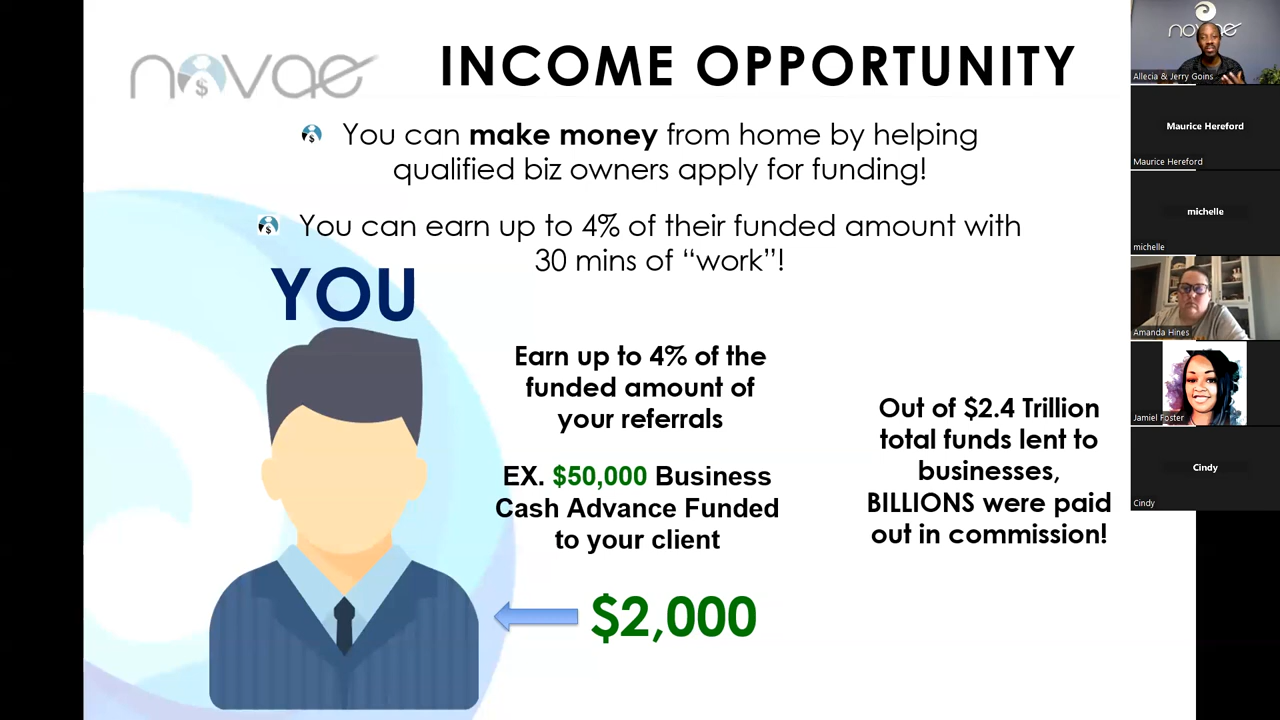 novae
INCOME OPPORTUNITY
You can make money from home by helping
qualified biz owners apply for funding!
You can earn up to 4% of their funded amount with
30 mins of “work”!
YOU
Earn up to 4% of the
funded amount of
your referrals
EX. $50,000 Business
Cash Advance Funded
to your client
$2,000
Out of $2.4 Trillion
total funds lent to
businesses,
BILLIONS were paid
out in commission!
novae
Allecia & Jerry Goins
Maurice Hereford
Maurice Hereford
michelle
michelle
Amanda Hines
Jamiel Foster
Cindy
Cindy